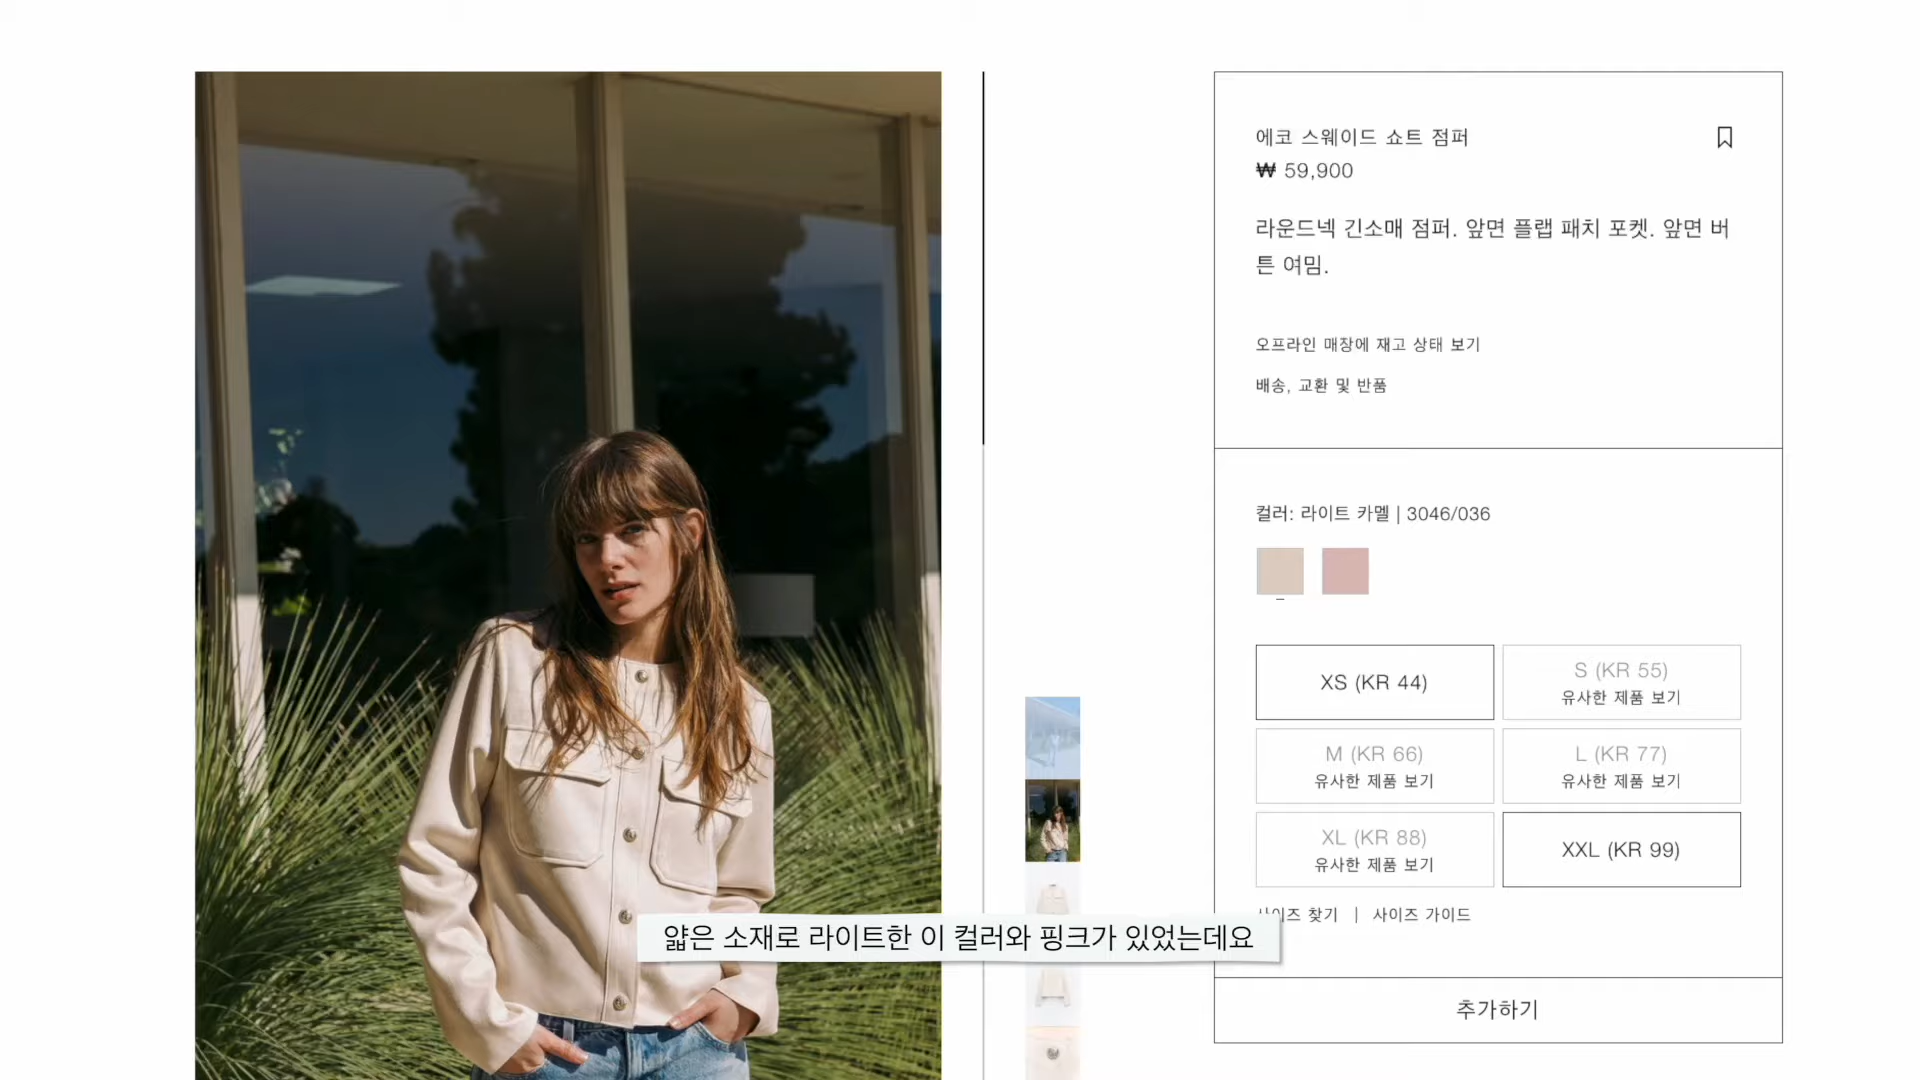 에코 스웨이드 쇼트 점퍼
₩ 59,900
라운드넥 긴소매 점퍼. 앞면 플랩 패치 포켓. 앞면 버
튼 여밈.
오프라인 매장에 재고 상태 보기
배송, 교환 및 반품
컬러: 라이트 카멜 | 3046/036
XS (KR 44)
S (KR 55)
유사한 제품 보기
M (KR 66)
유사한 제품 보기
L (KR 77)
유사한 제품 보기
XL (KR 88)
유사한 제품 보기
XXL (KR 99)
사이즈 찾기 | 사이즈 가이드
얇은 소재로 라이트한 이 컬러와 핑크가 있었는데요
추가하기